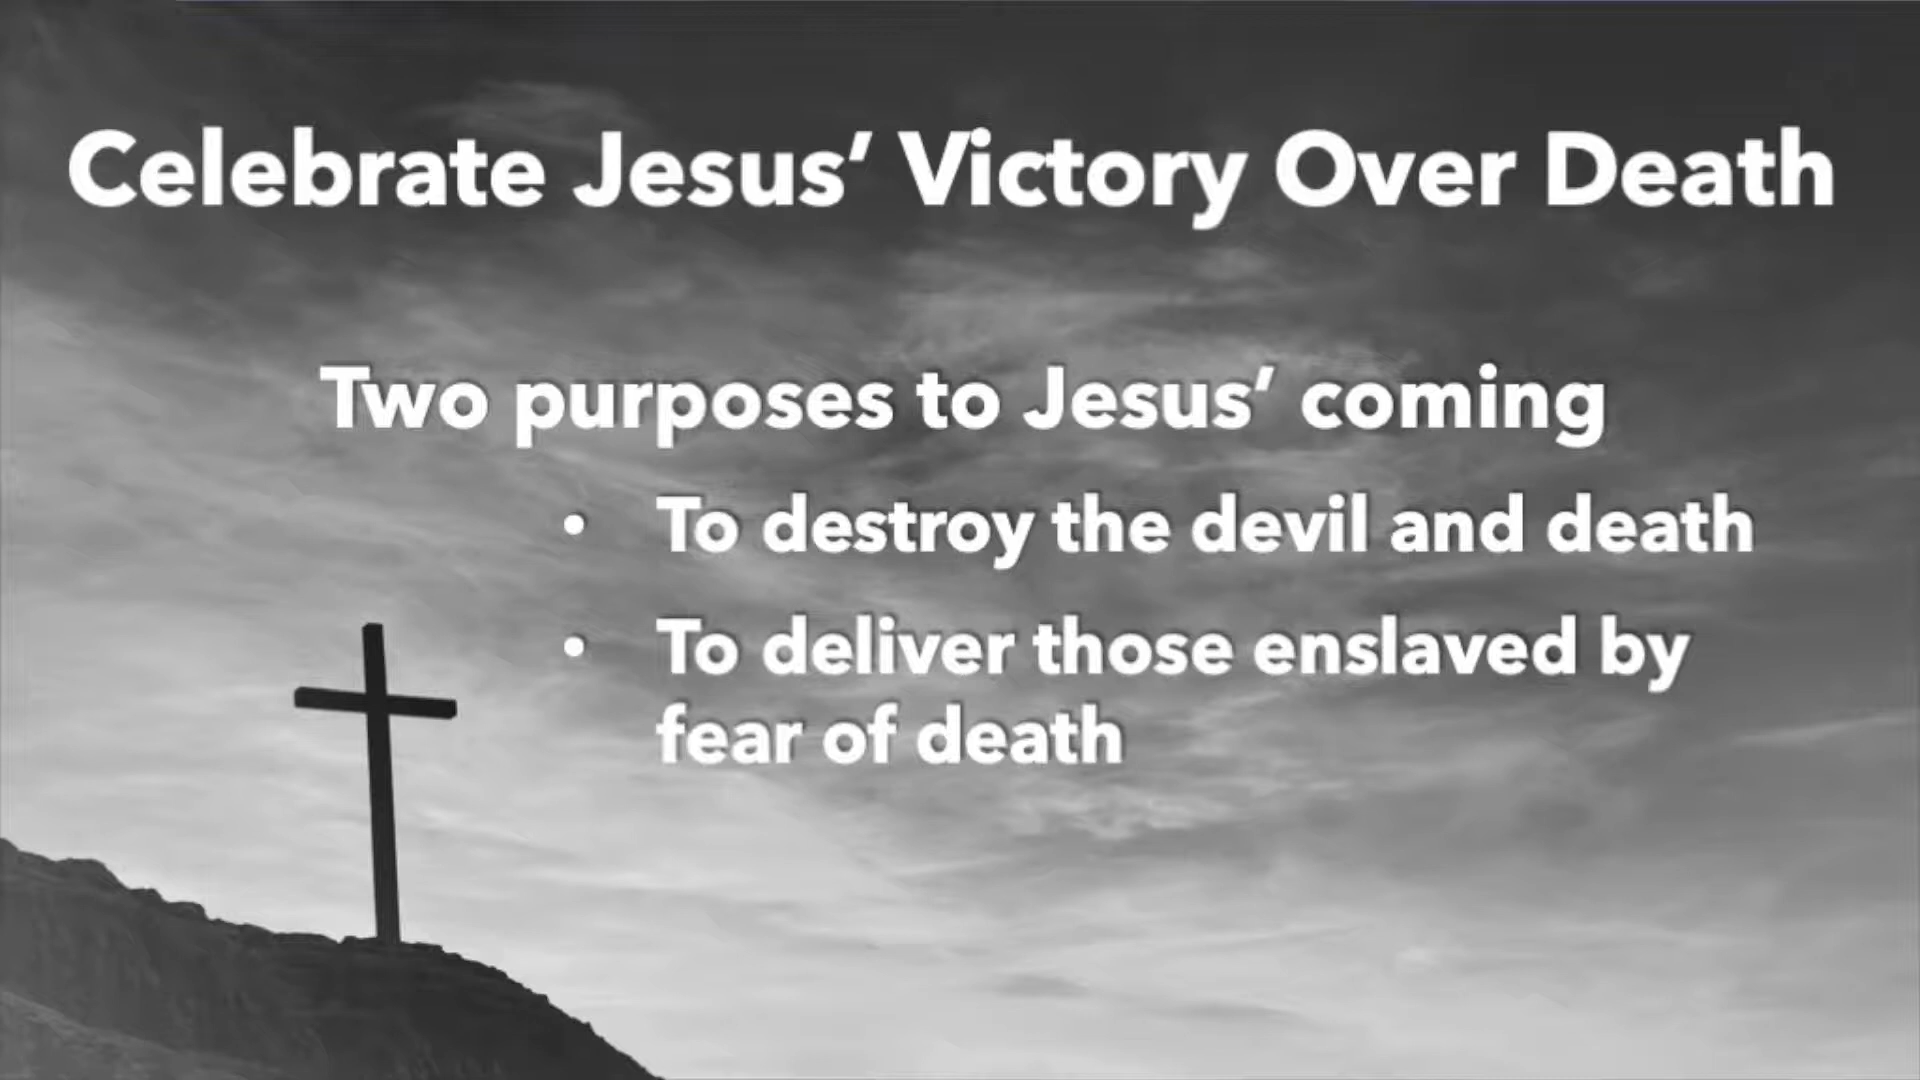 Celebrate Jesus’ Victory Over Death
Two purposes to Jesus’ coming
• To destroy the devil and death
• To deliver those enslaved by
fear of death